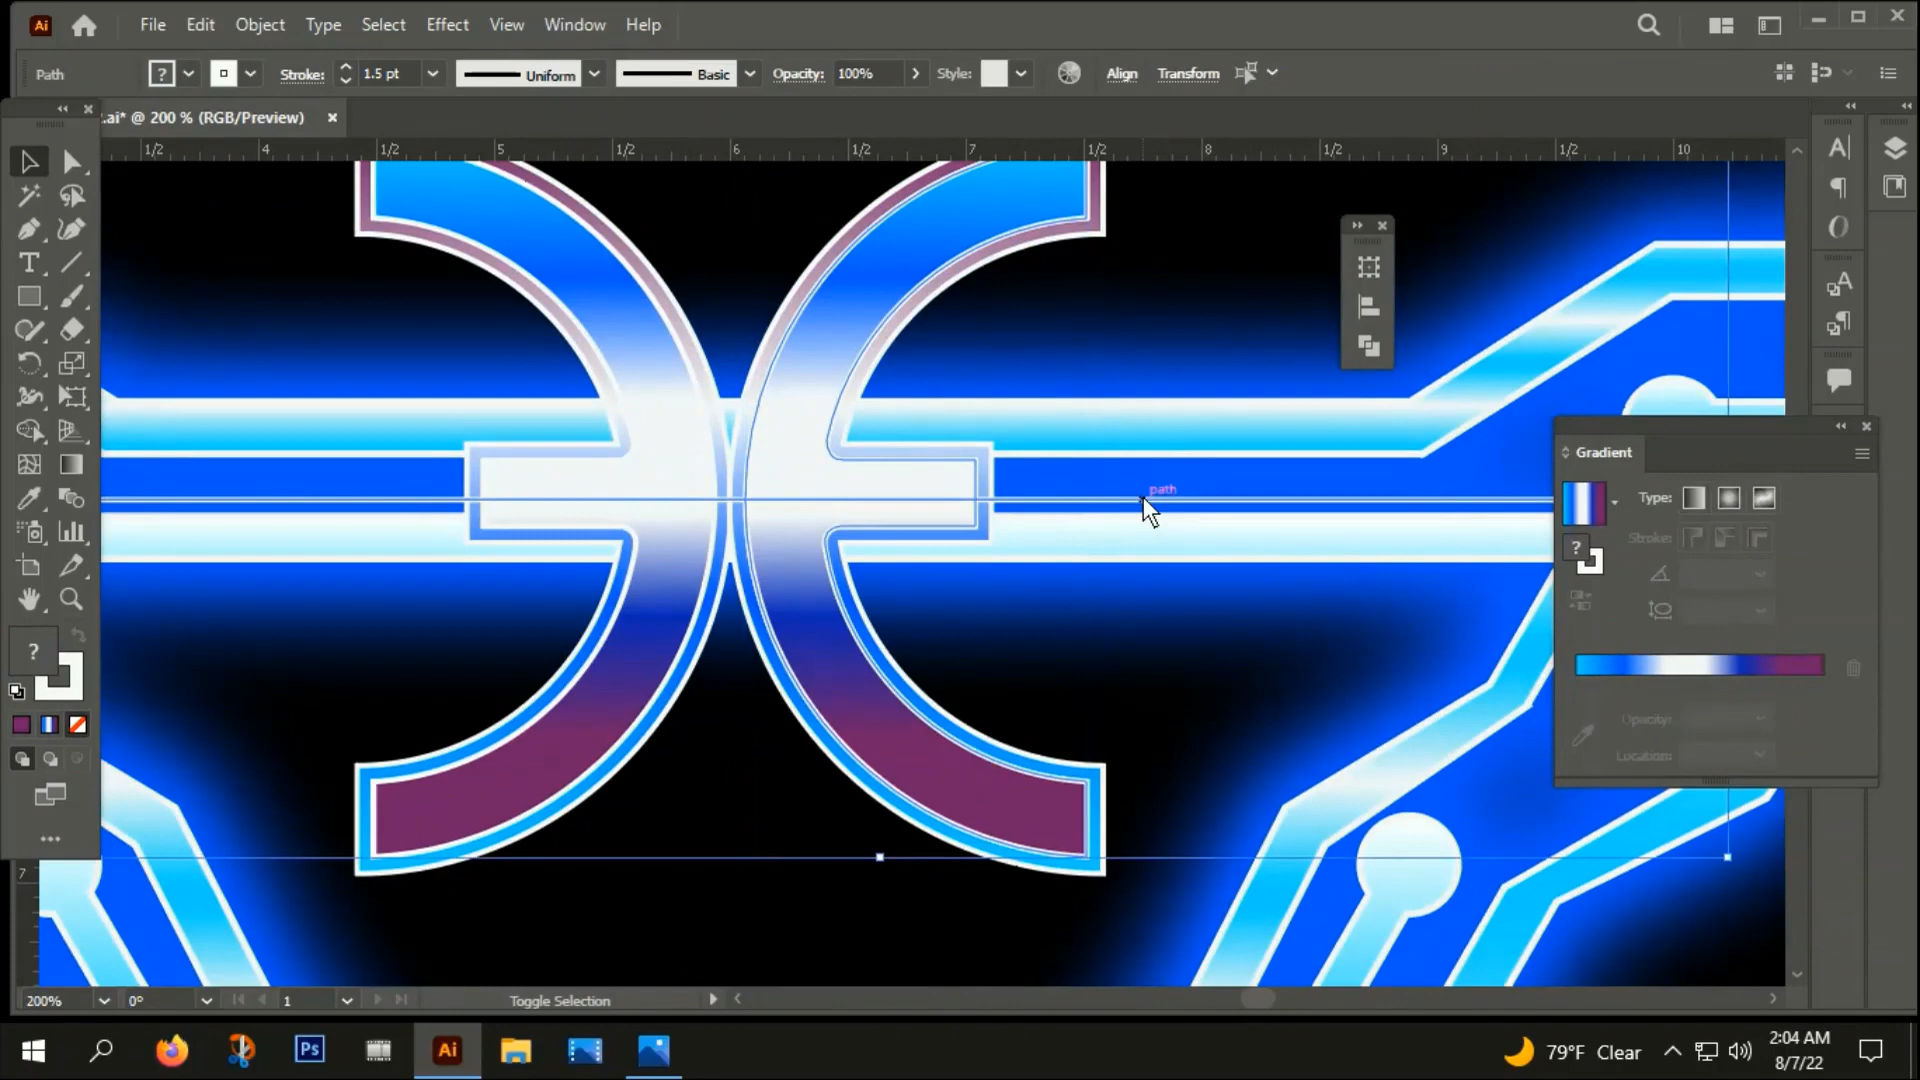 Ai File Edit Object Type Select Effect View Window Help
Path ? Stroke: 1.5 pt Uniform Basic Opacity: 100% Style: Align Transform
.ai* @ 200 % (RGB/Preview)
1/2 4 1/2 5 1/2 6 1/2 7 1/2 8 1/2 9 1/2 10
path
Gradient
Type:
Stroke:
?
Opacity:
Location:
?
7
200% 0° 1 Toggle Selection
Ps Ai 79°F Clear
2:04 AM
8/7/22